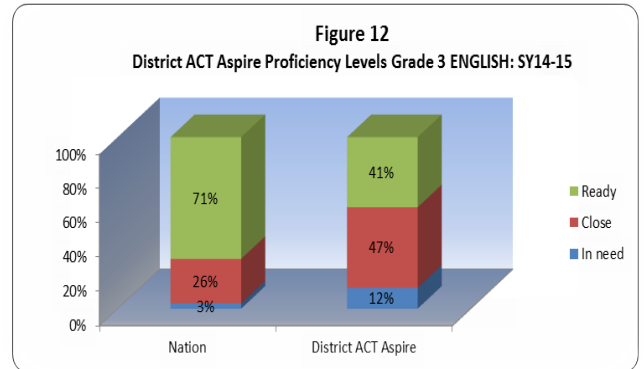 Figure 12
District ACT Aspire Proficiency Levels Grade 3 ENGLISH: SY14-15
100%
80%
60%
40%
20%
0%
71%
26%
3%
41%
47%
12%
Nation
District ACT Aspire
Ready
Close
In need